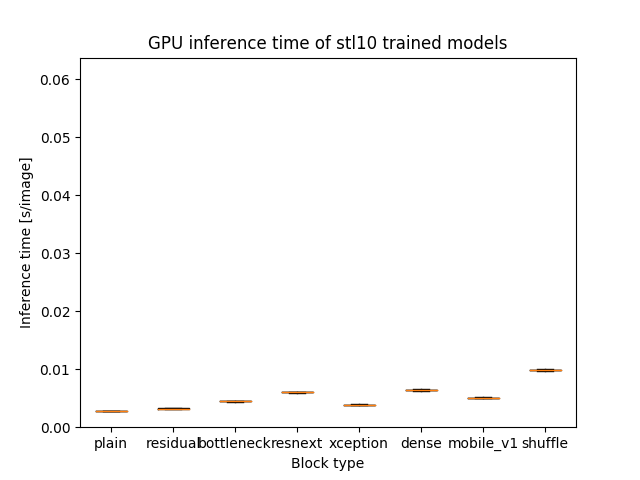 GPU inference time of stl10 trained models
0.06
0.05
0.04
0.03
0.02
0.01
0.00
Inference time [s/image]
plain residual bottleneck resnext xception dense mobile_v1 shuffle
Block type